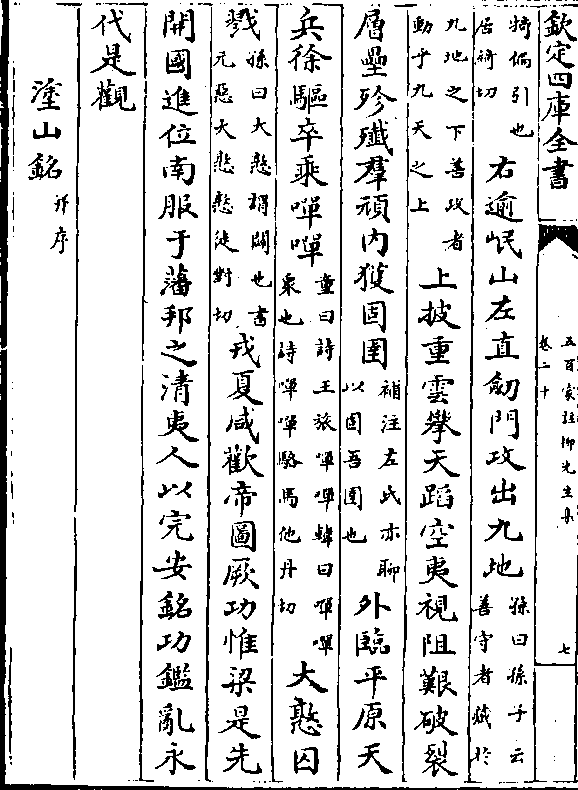 欽定四庫全書
五百家註柳先生集
卷二十
七
掎偏引也
居綺切
右逾岷山左直劒門攻出九地
孫曰孫子云
善守者藏於
九地之下善攻者
動于九天之上
上披重雲攀天蹈空夷視阻艱破裂
層壘殄殲羣頑内獲固圉
補注左氏亦聊
以固吾圉也
外臨平原天
兵徐驅卒乘嘽嘽
童曰詩王旅嘽嘽韓曰嘽嘽
衆也詩嘽嘽駱馬他丹切
大憝囚
戮
孫曰大憝謂闢也書
元惡大憝憝徒對切
戎夏咸歡帝圖厥功惟梁是先
開國進位南服于藩邦之清夷人以完安銘功鑑亂永
代是觀
塗山銘
并序